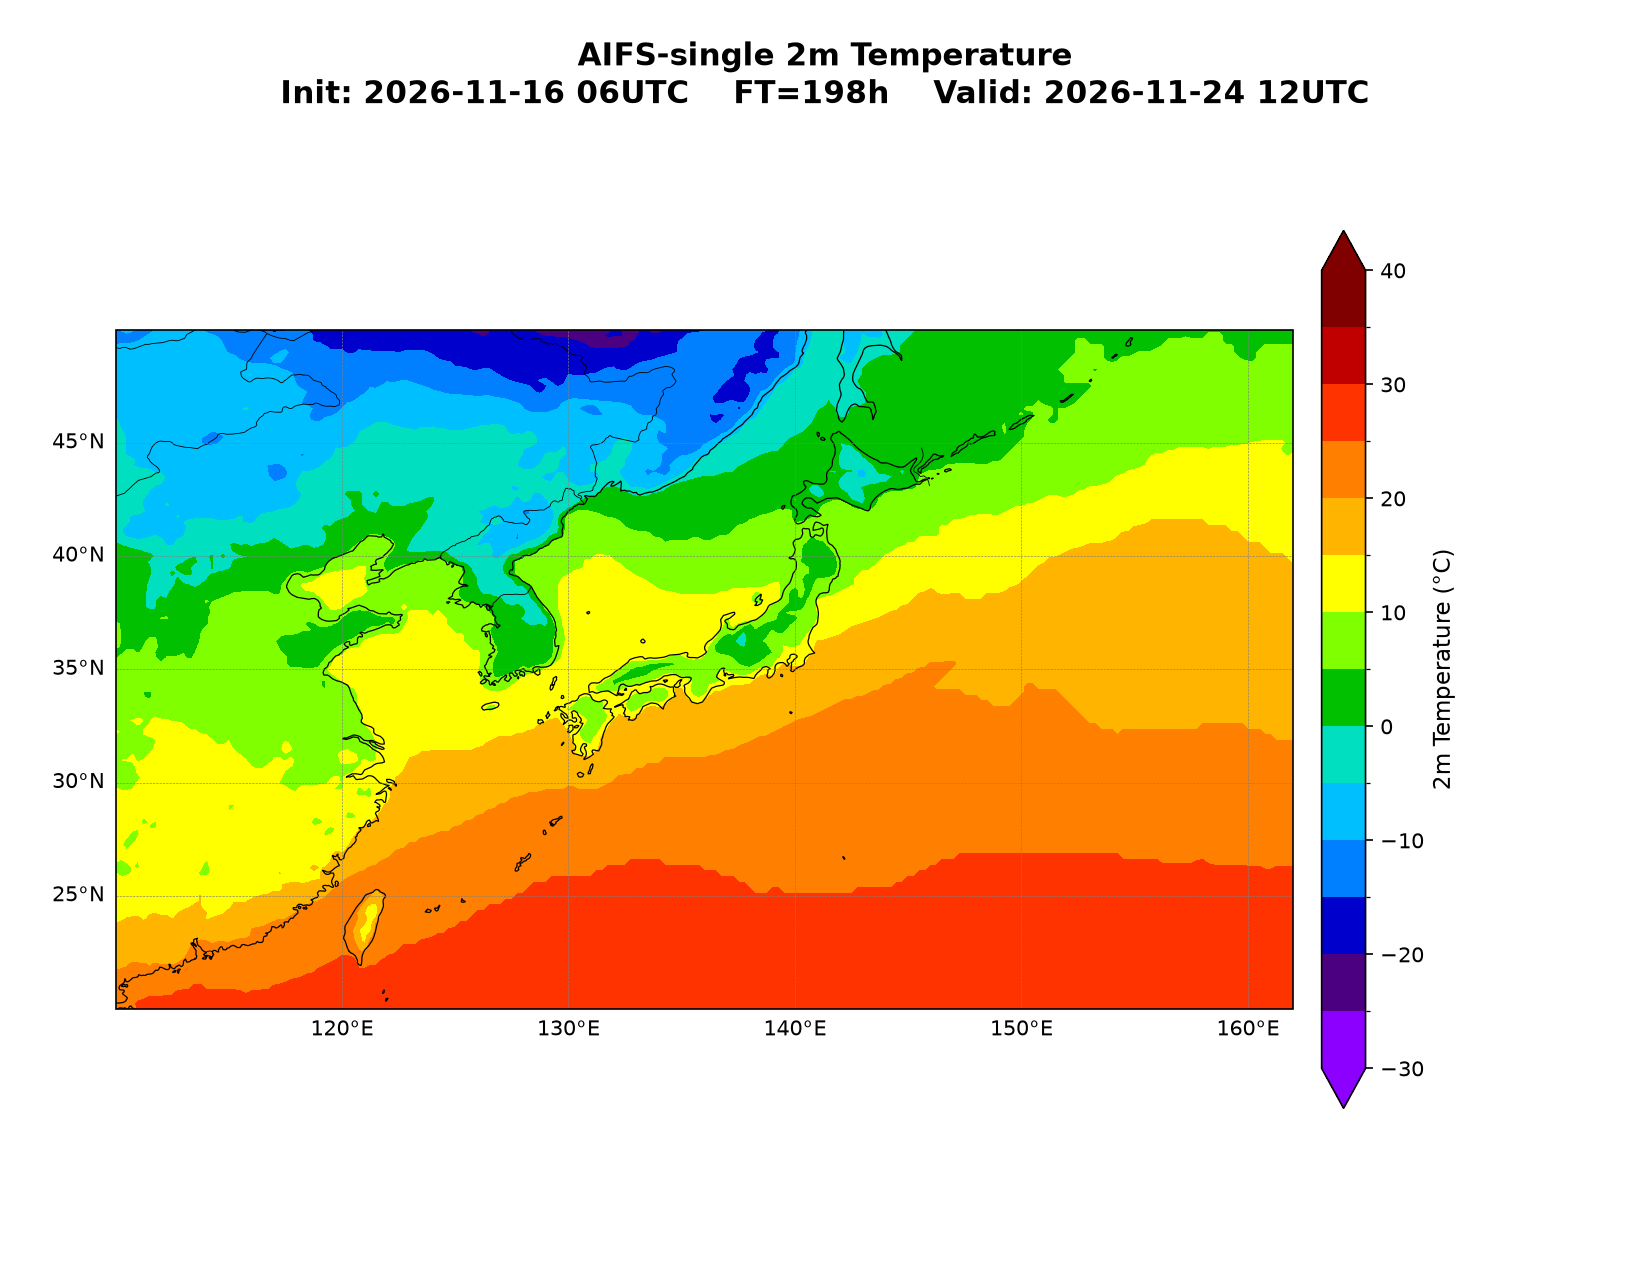 AIFS-single 2m Temperature
Init: 2026-11-16 06UTC    FT=198h    Valid: 2026-11-24 12UTC
45°N
40°N
35°N
30°N
25°N
120°E
130°E
140°E
150°E
160°E
40
30
20
10
0
−10
−20
−30
2m Temperature (°C)